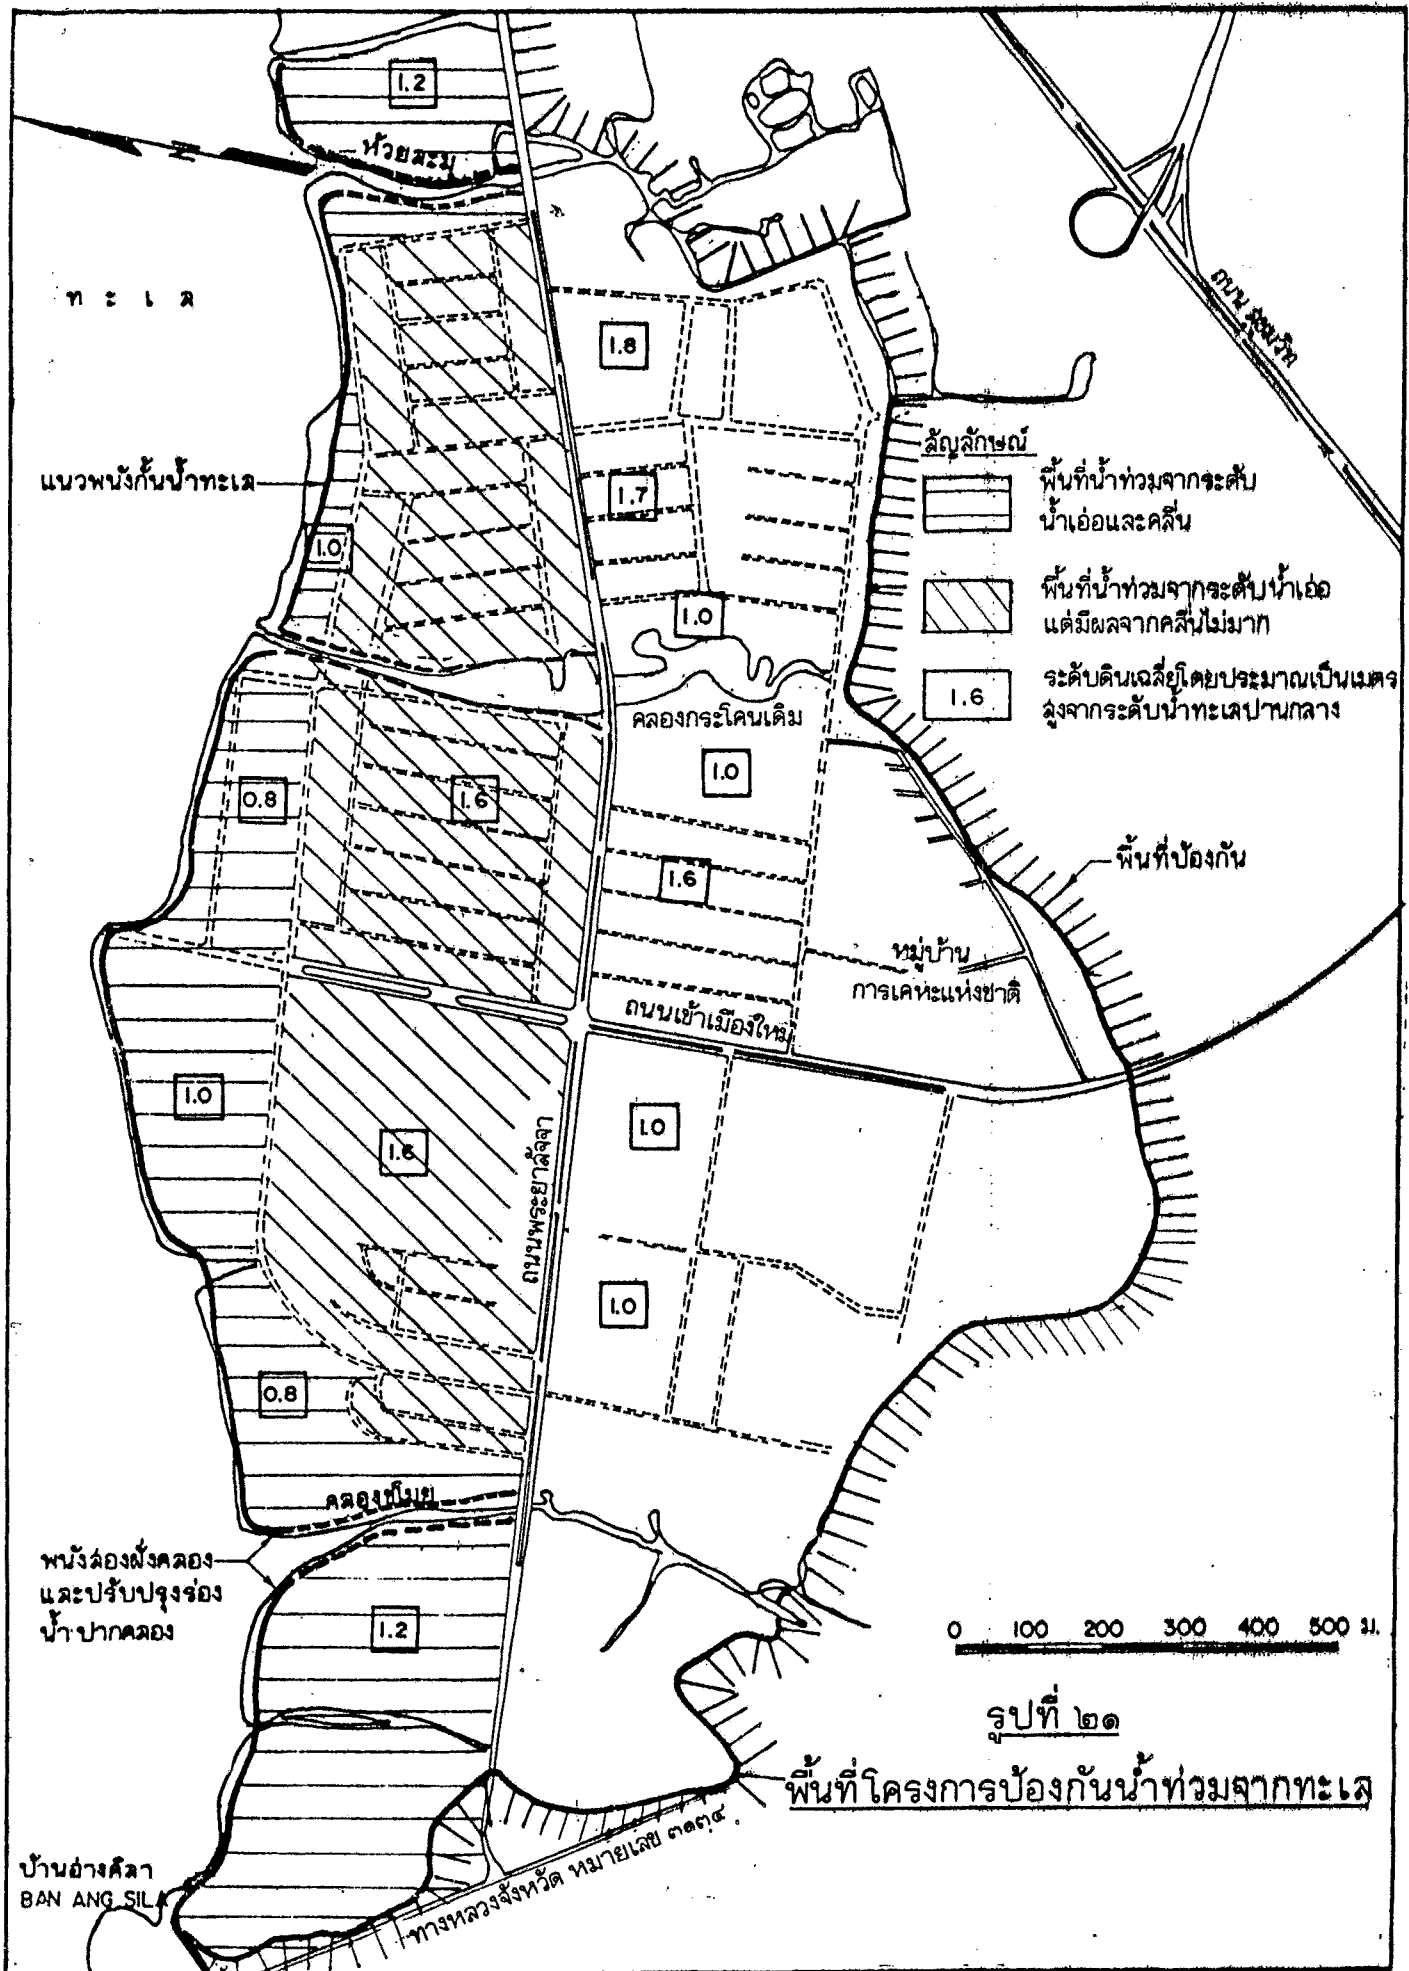 1.2
ห้วยละมุ
N
ทะเล
ถนนสุขุมวิท
1.8
สัญลักษณ์
แนวพนังกั้นน้ำทะเล
1.7
พื้นที่น้ำท่วมจากระดับ
น้ำเอ่อและคลื่น
1.0
พื้นที่น้ำท่วมจากระดับน้ำเอ่อ
แต่มีผลจากคลื่นไม่มาก
1.0
1.6
ระดับดินเฉลี่ยโดยประมาณเป็นเมตร
สูงจากระดับน้ำทะเลปานกลาง
คลองกระโดนเดิม
1.0
0.8
1.6
1.6
พื้นที่ป้องกัน
หมู่บ้าน
การเคหะแห่งชาติ
ถนนเข้าเมืองใหม่
1.0
1.0
1.6
ถนนพระยาสัจจา
1.0
0.8
คลองขโมย
พนังสองฝั่งคลอง
และปรับปรุงร่อง
น้ำปากคลอง
1.2
0 100 200 300 400 500 ม.
รูปที่ ๒๑
พื้นที่โครงการป้องกันน้ำท่วมจากทะเล
ทางหลวงจังหวัด หมายเลข ๓๑๓๔
บ้านอ่างศิลา
BAN ANG SILA